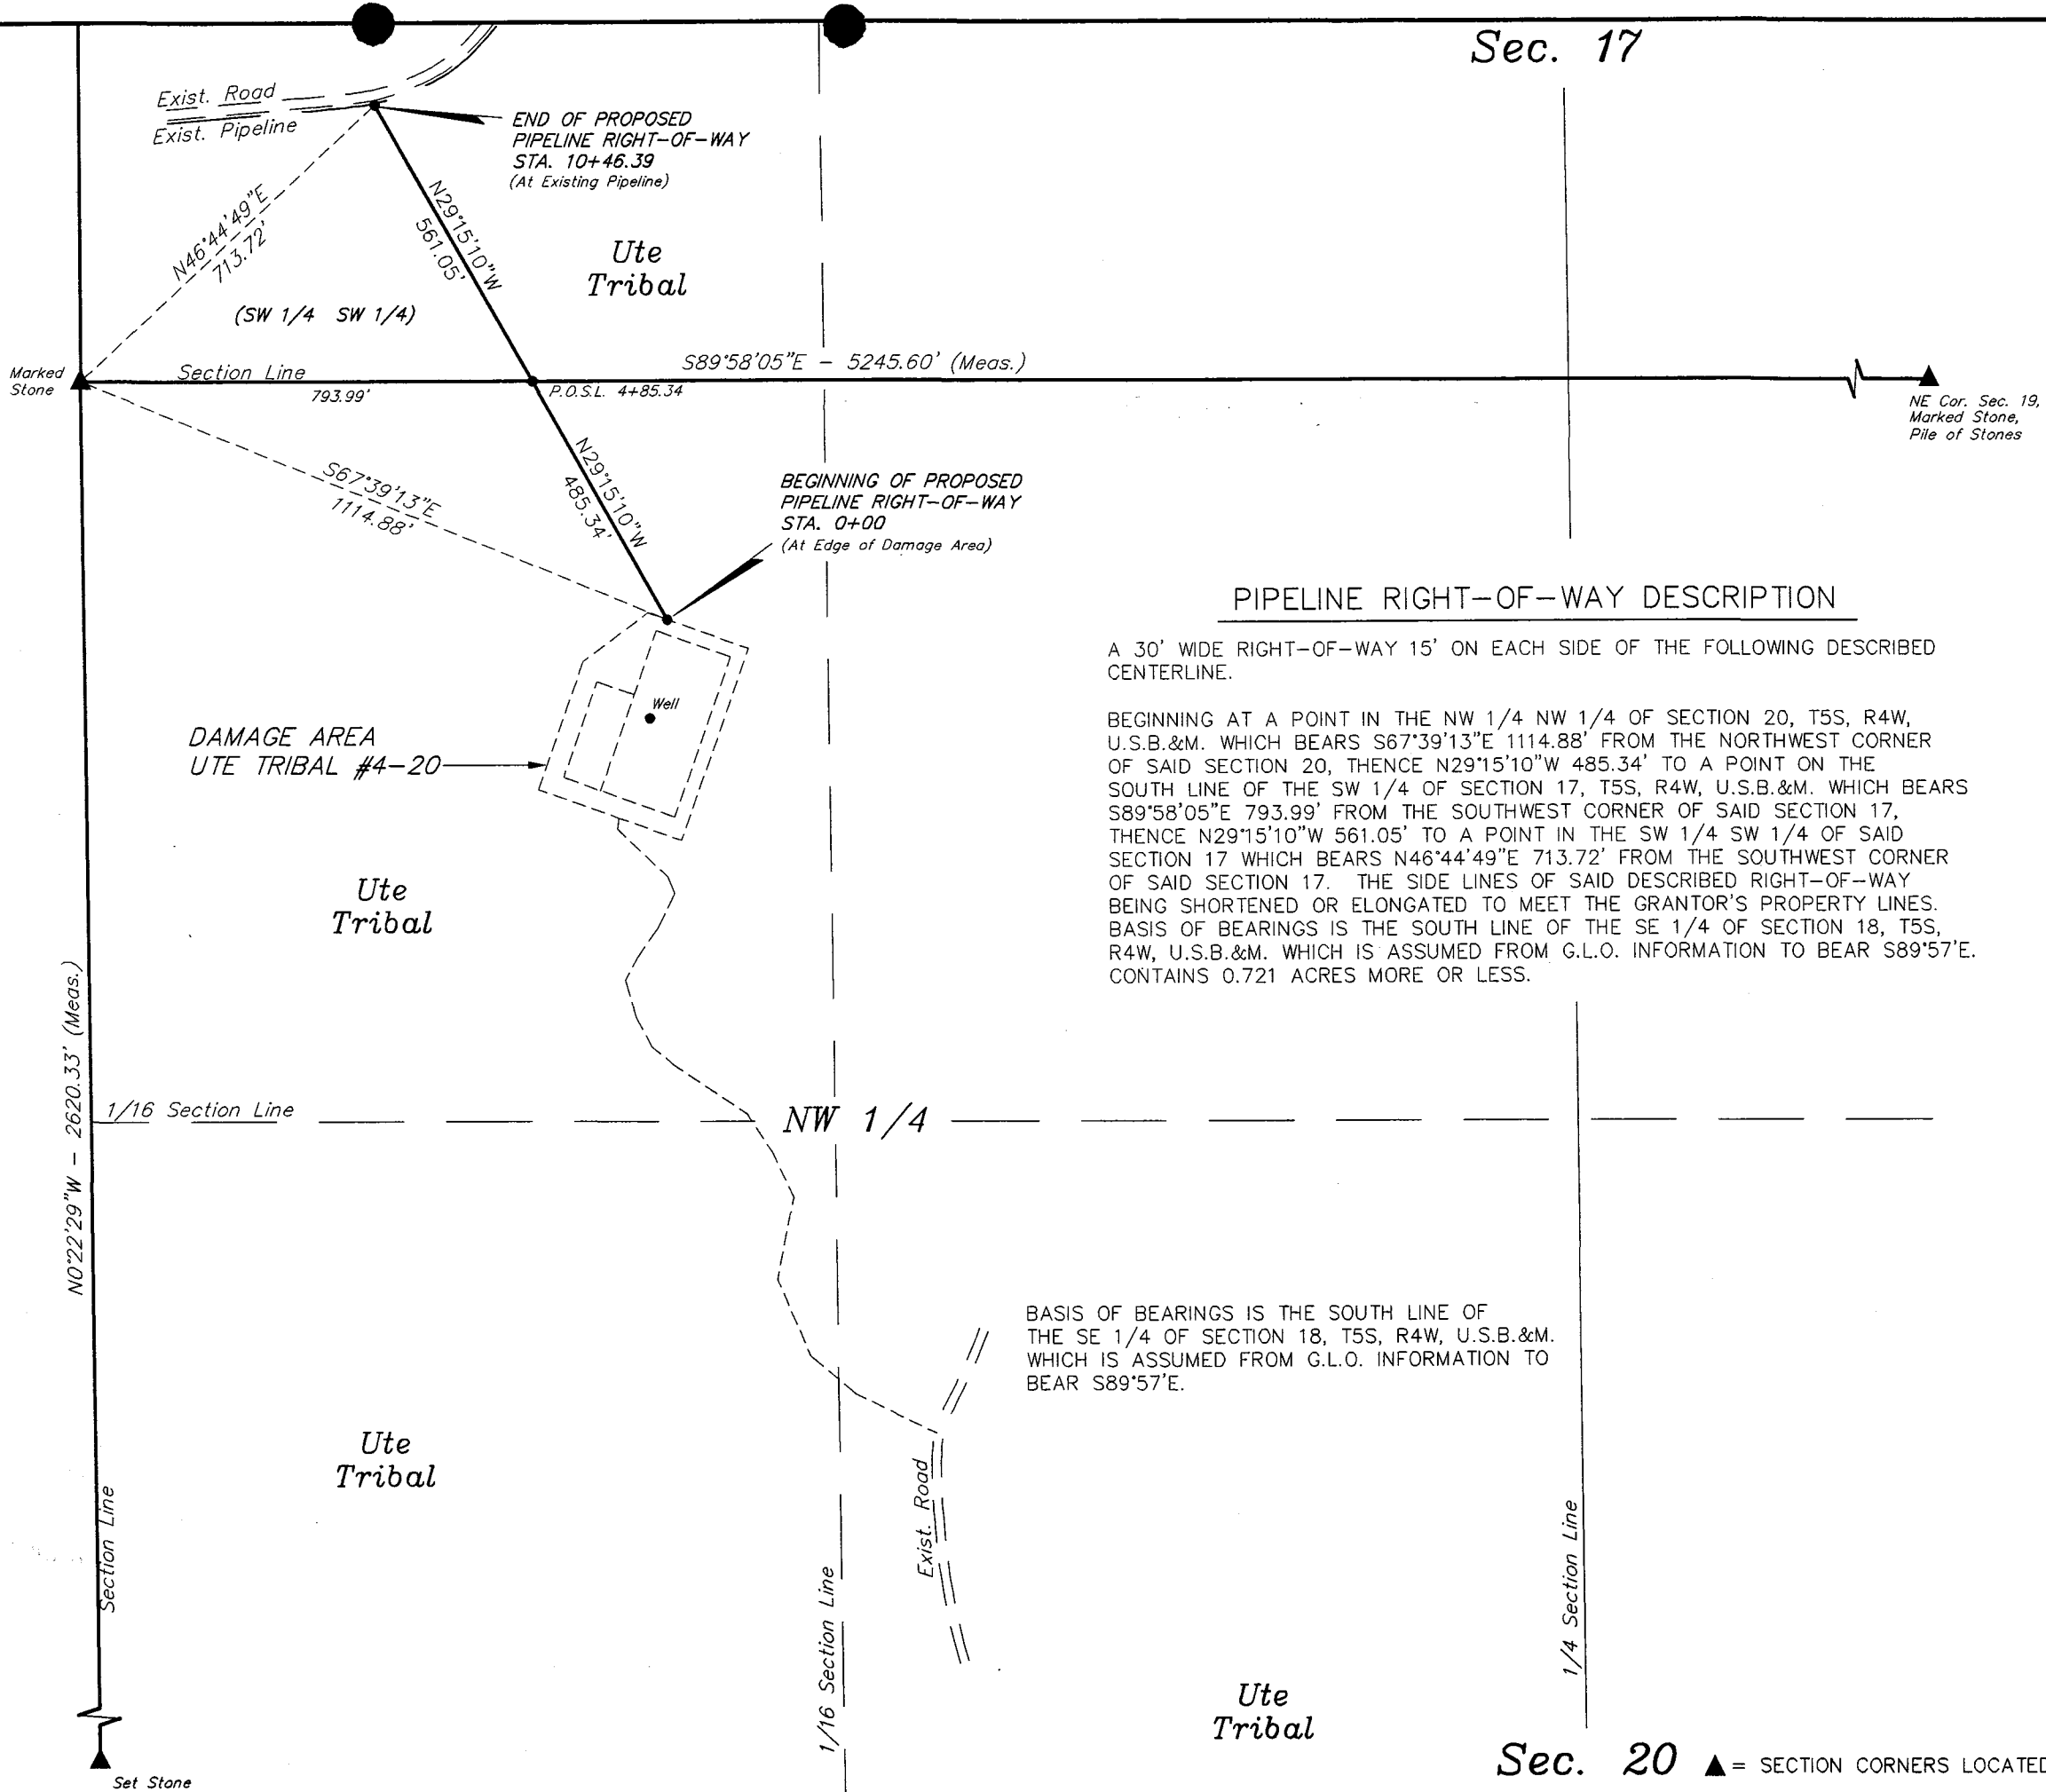 Sec. 17
Exist. Road
Exist. Pipeline
END OF PROPOSED
PIPELINE RIGHT-OF-WAY
STA. 10+46.39
(At Existing Pipeline)
N46°44'49"E
713.72'
N29°15'10"W
561.05'
Ute
Tribal
(SW 1/4 SW 1/4)
Marked
Stone
Section Line
793.99'
P.O.S.L. 4+85.34
S89°58'05"E - 5245.60' (Meas.)
NE Cor. Sec. 19,
Marked Stone,
Pile of Stones
S67°39'13"E
1114.88'
N29°15'10"W
485.34'
BEGINNING OF PROPOSED
PIPELINE RIGHT-OF-WAY
STA. 0+00
(At Edge of Damage Area)
PIPELINE RIGHT-OF-WAY DESCRIPTION
A 30' WIDE RIGHT-OF-WAY 15' ON EACH SIDE OF THE FOLLOWING DESCRIBED
CENTERLINE.
BEGINNING AT A POINT IN THE NW 1/4 NW 1/4 OF SECTION 20, T5S, R4W,
U.S.B.&M. WHICH BEARS S67°39'13"E 1114.88' FROM THE NORTHWEST CORNER
OF SAID SECTION 20, THENCE N29°15'10"W 485.34' TO A POINT ON THE
SOUTH LINE OF THE SW 1/4 OF SECTION 17, T5S, R4W, U.S.B.&M. WHICH BEARS
S89°58'05"E 793.99' FROM THE SOUTHWEST CORNER OF SAID SECTION 17,
THENCE N29°15'10"W 561.05' TO A POINT IN THE SW 1/4 SW 1/4 OF SAID
SECTION 17 WHICH BEARS N46°44'49"E 713.72' FROM THE SOUTHWEST CORNER
OF SAID SECTION 17. THE SIDE LINES OF SAID DESCRIBED RIGHT-OF-WAY
BEING SHORTENED OR ELONGATED TO MEET THE GRANTOR'S PROPERTY LINES.
BASIS OF BEARINGS IS THE SOUTH LINE OF THE SE 1/4 OF SECTION 18, T5S,
R4W, U.S.B.&M. WHICH IS ASSUMED FROM G.L.O. INFORMATION TO BEAR S89°57'E.
CONTAINS 0.721 ACRES MORE OR LESS.
Well
DAMAGE AREA
UTE TRIBAL #4-20
Ute
Tribal
N0°22'29"W - 2620.33' (Meas.)
1/16 Section Line
NW 1/4
BASIS OF BEARINGS IS THE SOUTH LINE OF
THE SE 1/4 OF SECTION 18, T5S, R4W, U.S.B.&M.
WHICH IS ASSUMED FROM G.L.O. INFORMATION TO
BEAR S89°57'E.
Ute
Tribal
Section Line
Exist. Road
1/16 Section Line
1/4 Section Line
Ute
Tribal
Set Stone
Sec. 20
▲ = SECTION CORNERS LOCATED